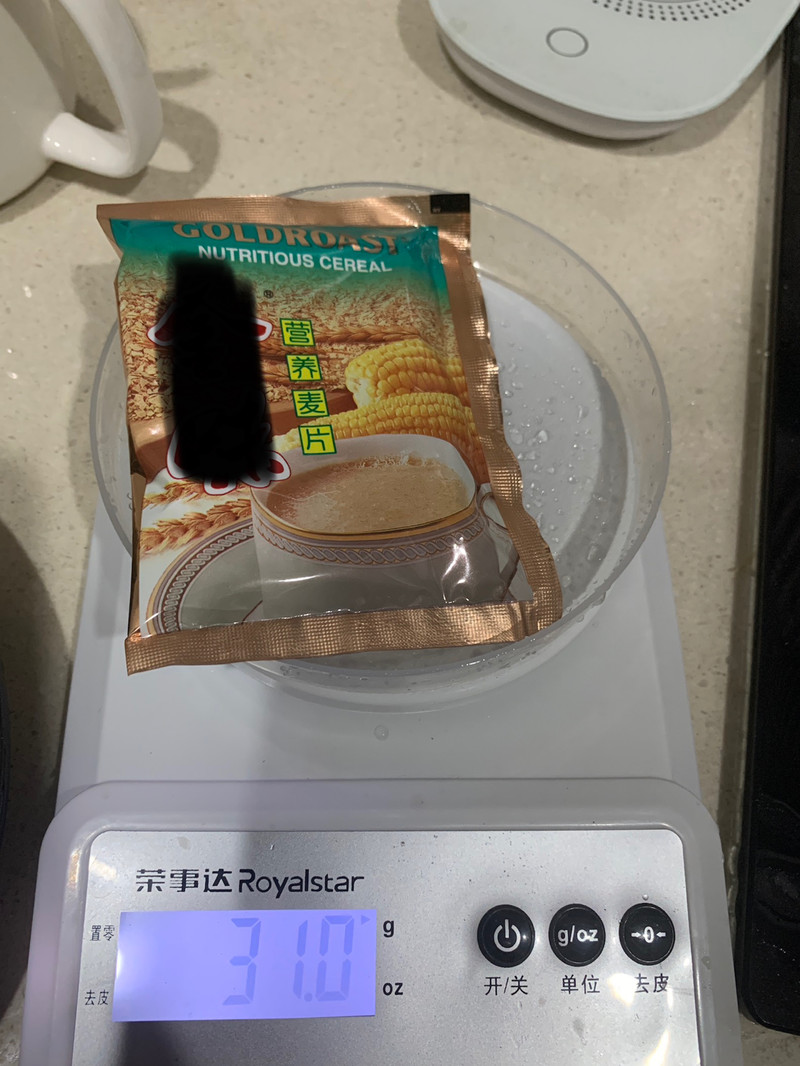 GOLDROAST
NUTRITIOUS CEREAL
®
营
养
麦
片
荣事达 Royalstar
置零
31.0
g
去皮
oz
g/oz
→0←
开/关
单位
去皮